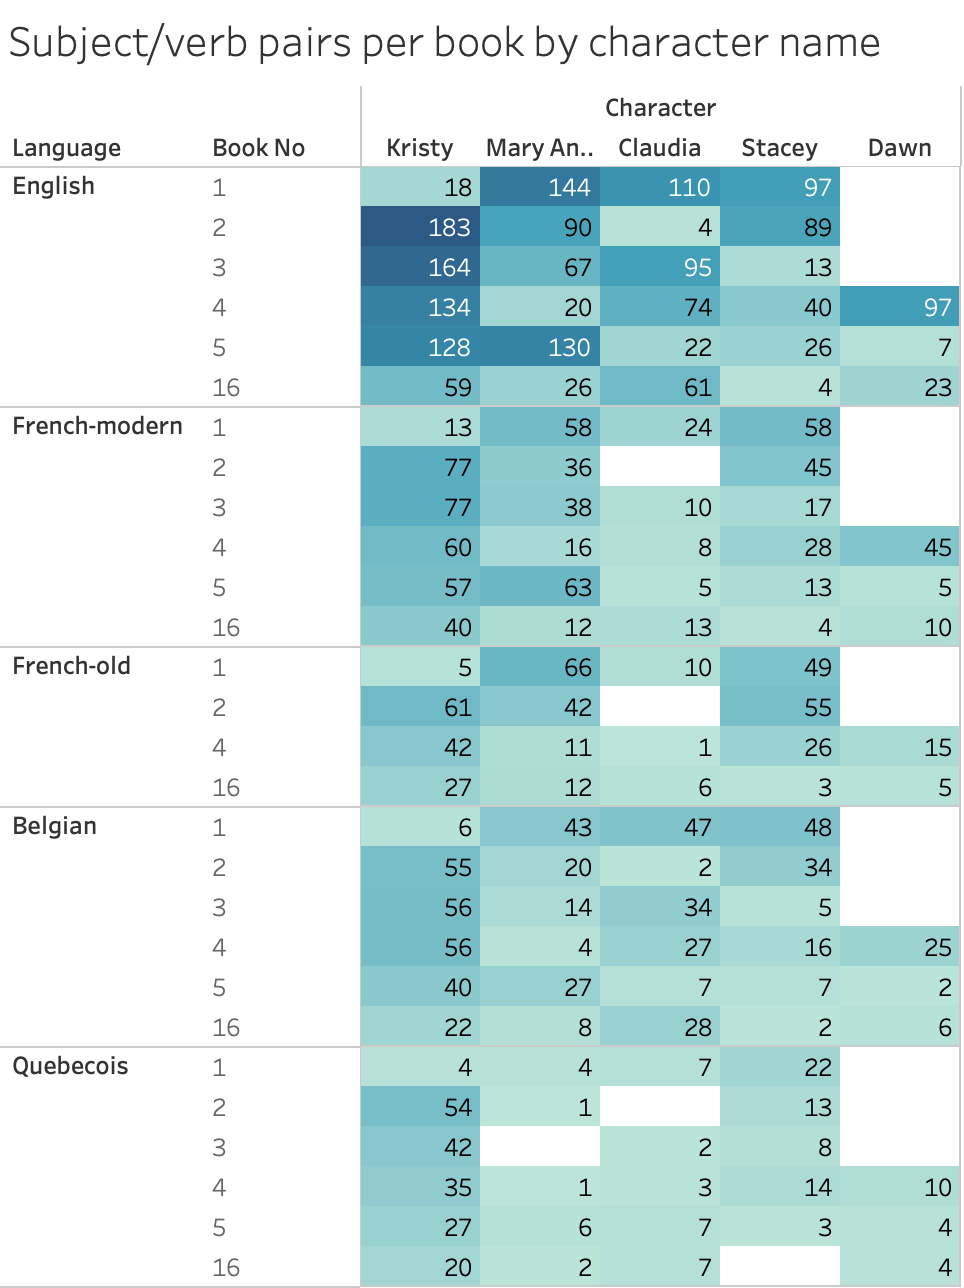 Subject/verb pairs per book by character name
Character
Language Book No Kristy Mary An.. Claudia Stacey Dawn
English 1 18 144 110 97
2 183 90 4 89
3 164 67 95 13
4 134 20 74 40 97
5 128 130 22 26 7
16 59 26 61 4 23
French-modern 1 13 58 24 58
2 77 36 45
3 77 38 10 17
4 60 16 8 28 45
5 57 63 5 13 5
16 40 12 13 4 10
French-old 1 5 66 10 49
2 61 42 55
4 42 11 1 26 15
16 27 12 6 3 5
Belgian 1 6 43 47 48
2 55 20 2 34
3 56 14 34 5
4 56 4 27 16 25
5 40 27 7 7 2
16 22 8 28 2 6
Quebecois 1 4 4 7 22
2 54 1 13
3 42 2 8
4 35 1 3 14 10
5 27 6 7 3 4
16 20 2 7 4